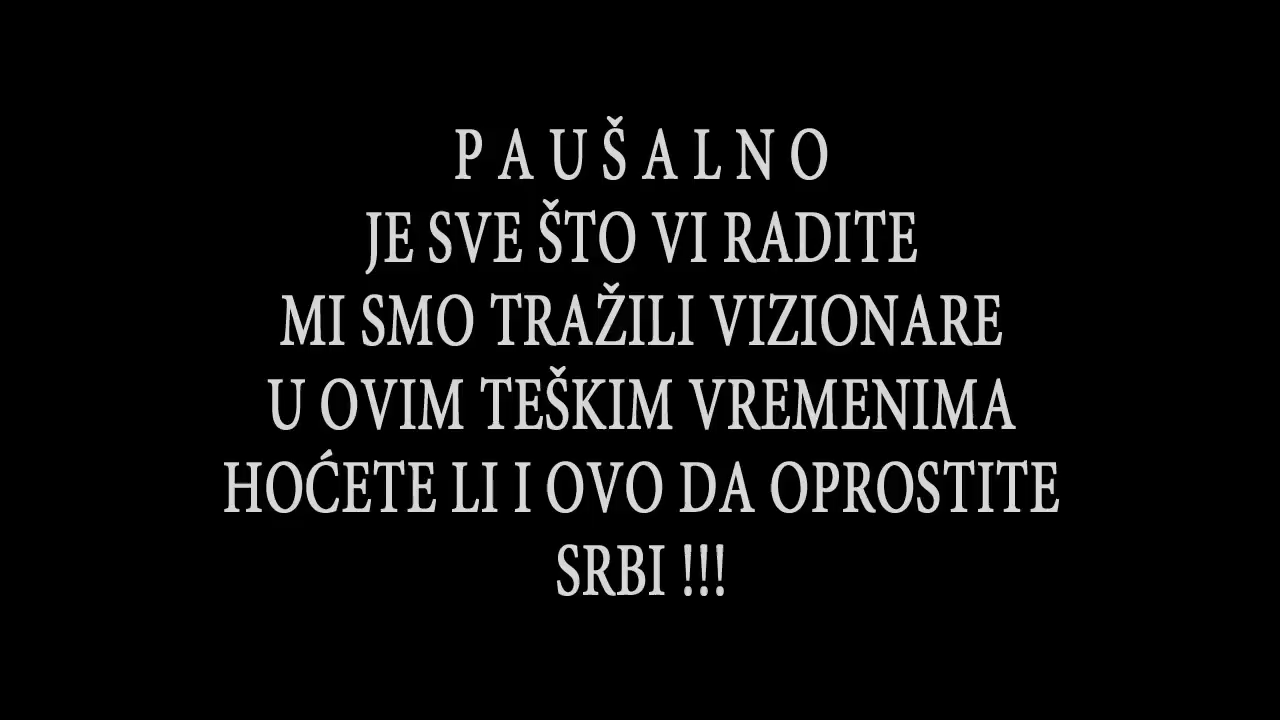 P A U Š A L N O
JE SVE ŠTO VI RADITE
MI SMO TRAŽILI VIZIONARE
U OVIM TEŠKIM VREMENIMA
HOĆETE LI I OVO DA OPROSTITE
SRBI !!!